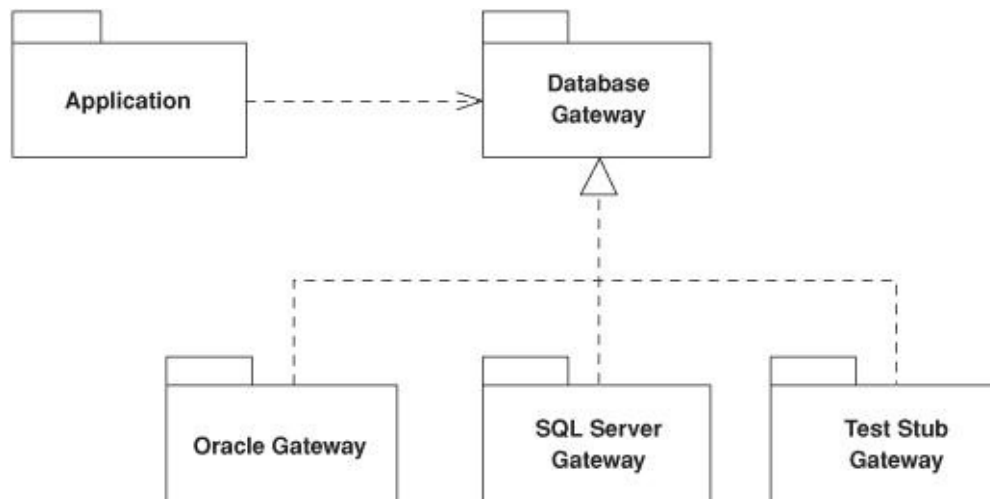 Application
Database
Gateway
Oracle Gateway
SQL Server
Gateway
Test Stub
Gateway